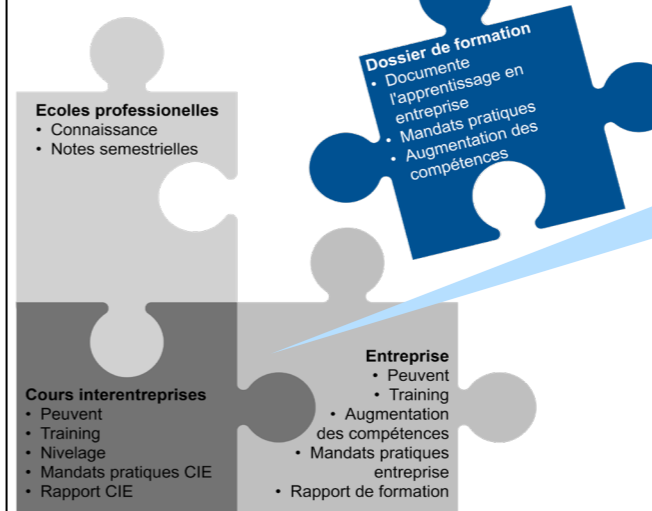 Ecoles professionelles
• Connaissance
• Notes semestrielles
Dossier de formation
• Documente
l'apprentissage en
entreprise
• Mandats pratiques
• Augmentation des
compétences
Cours interentreprises
• Peuvent
• Training
• Nivelage
• Mandats pratiques CIE
• Rapport CIE
Entreprise
• Peuvent
• Training
• Augmentation
des compétences
• Mandats pratiques
entreprise
• Rapport de formation